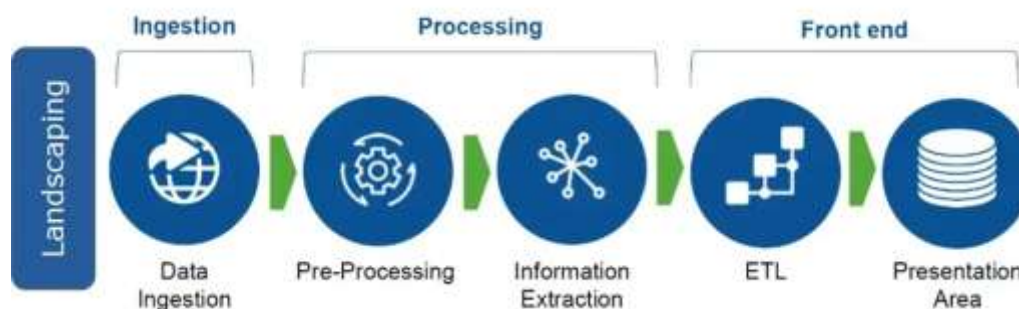 Landscaping
Ingestion
Processing
Front end
Data
Ingestion
Pre-Processing
Information
Extraction
ETL
Presentation
Area